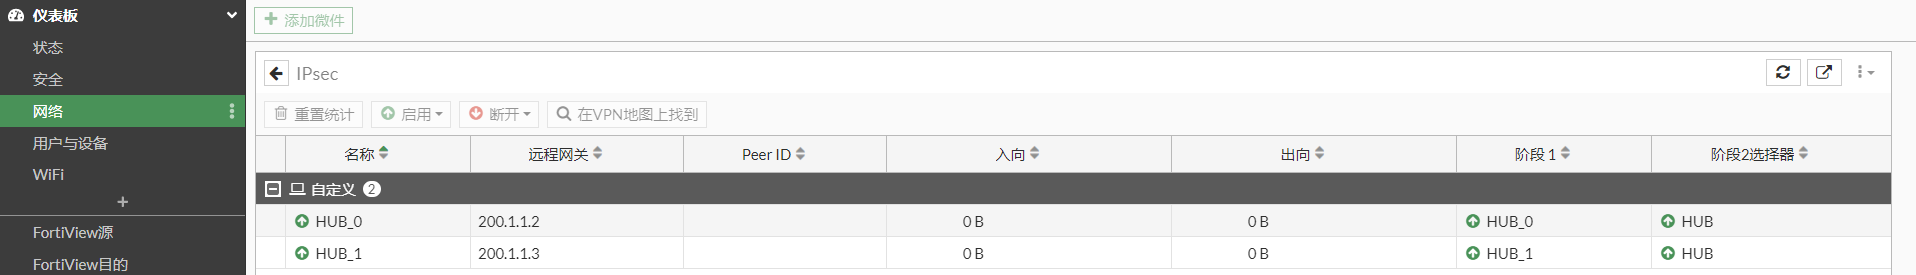 仪表板
状态
安全
网络
用户与设备
WiFi
FortiView源
FortiView目的
添加微件
IPsec
重置统计 启用 断开 在VPN地图上找到
名称 远程网关 Peer ID 入向 出向 阶段 1 阶段2选择器
自定义 2
HUB_0 200.1.1.2 0 B 0 B HUB_0 HUB
HUB_1 200.1.1.3 0 B 0 B HUB_1 HUB